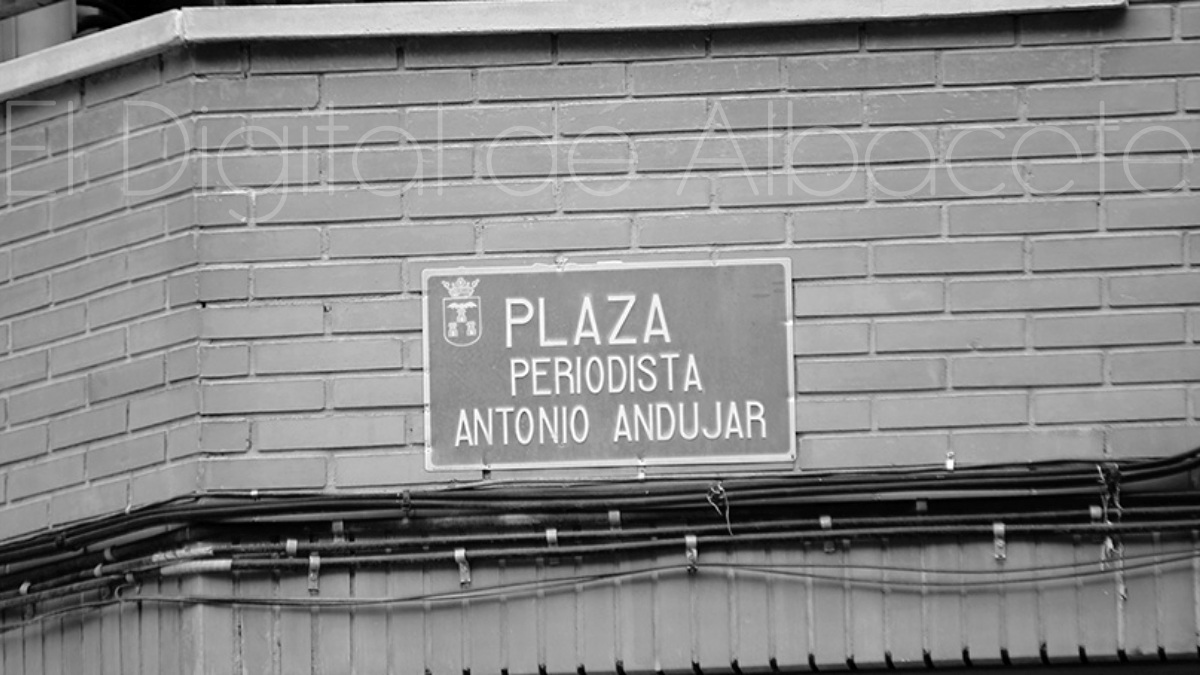 El Digital de Albacete
PLAZA
PERIODISTA
ANTONIO ANDUJAR